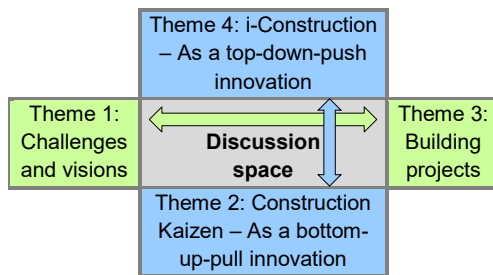 Theme 4: i-Construction
– As a top-down-push
innovation
Theme 1:
Challenges
and visions
Discussion
space
Theme 3:
Building
projects
Theme 2: Construction
Kaizen – As a bottom-
up-pull innovation